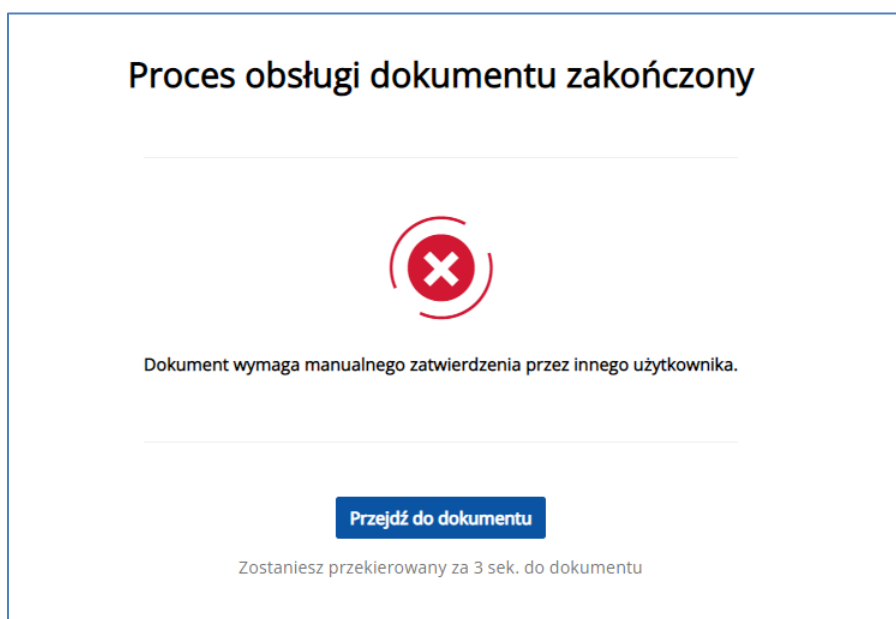 Proces obsługi dokumentu zakończony
Dokument wymaga manualnego zatwierdzenia przez innego użytkownika.
Przejdź do dokumentu
Zostaniesz przekierowany za 3 sek. do dokumentu